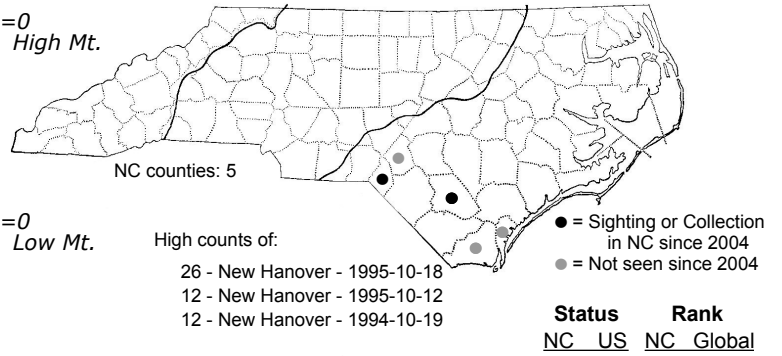 =0
High Mt.
NC counties: 5
=0
Low Mt.
High counts of:
26 - New Hanover - 1995-10-18
12 - New Hanover - 1995-10-12
12 - New Hanover - 1994-10-19
= Sighting or Collection
in NC since 2004
= Not seen since 2004
Status Rank
NC US NC Global